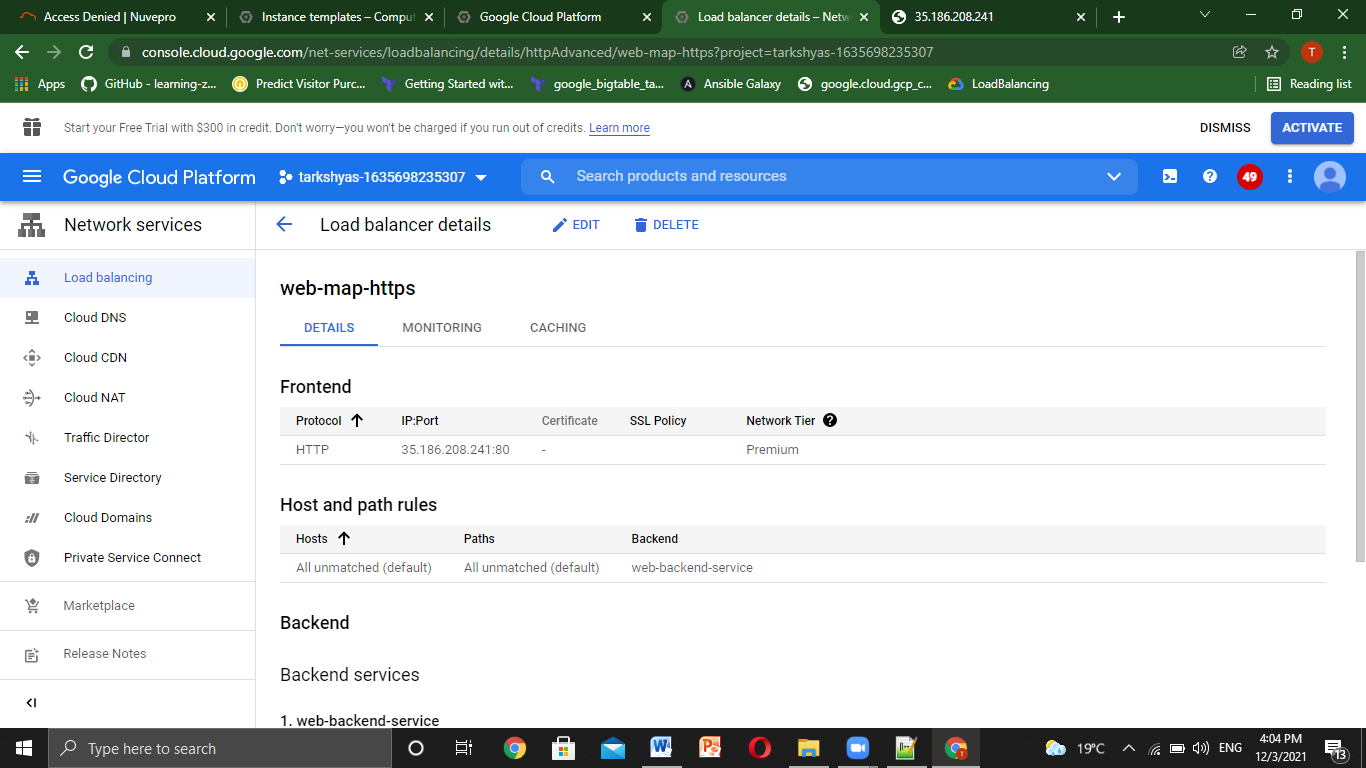 Access Denied | Nuvepro
Instance templates – Comput
Google Cloud Platform
Load balancer details – Netw
35.186.208.241
console.cloud.google.com/net-services/loadbalancing/details/httpAdvanced/web-map-https?project=tarkshyas-1635698235307
T
Apps
GitHub - learning-z...
Predict Visitor Purc...
Getting Started wit...
google_bigtable_ta...
Ansible Galaxy
google.cloud.gcp_c...
LoadBalancing
Reading list
Start your Free Trial with $300 in credit. Don't worry—you won't be charged if you run out of credits. Learn more
DISMISS
ACTIVATE
Google Cloud Platform
tarkshyas-1635698235307
Search products and resources
49
Network services
Load balancer details
EDIT
DELETE
Load balancing
Cloud DNS
Cloud CDN
Cloud NAT
Traffic Director
Service Directory
Cloud Domains
Private Service Connect
Marketplace
Release Notes
web-map-https
DETAILS
MONITORING
CACHING
Frontend
Protocol
IP:Port
Certificate
SSL Policy
Network Tier
HTTP
35.186.208.241:80
-
Premium
Host and path rules
Hosts
Paths
Backend
All unmatched (default)
All unmatched (default)
web-backend-service
Backend
Backend services
1. web-backend-service
Type here to search
19°C
ENG
4:04 PM
12/3/2021
13